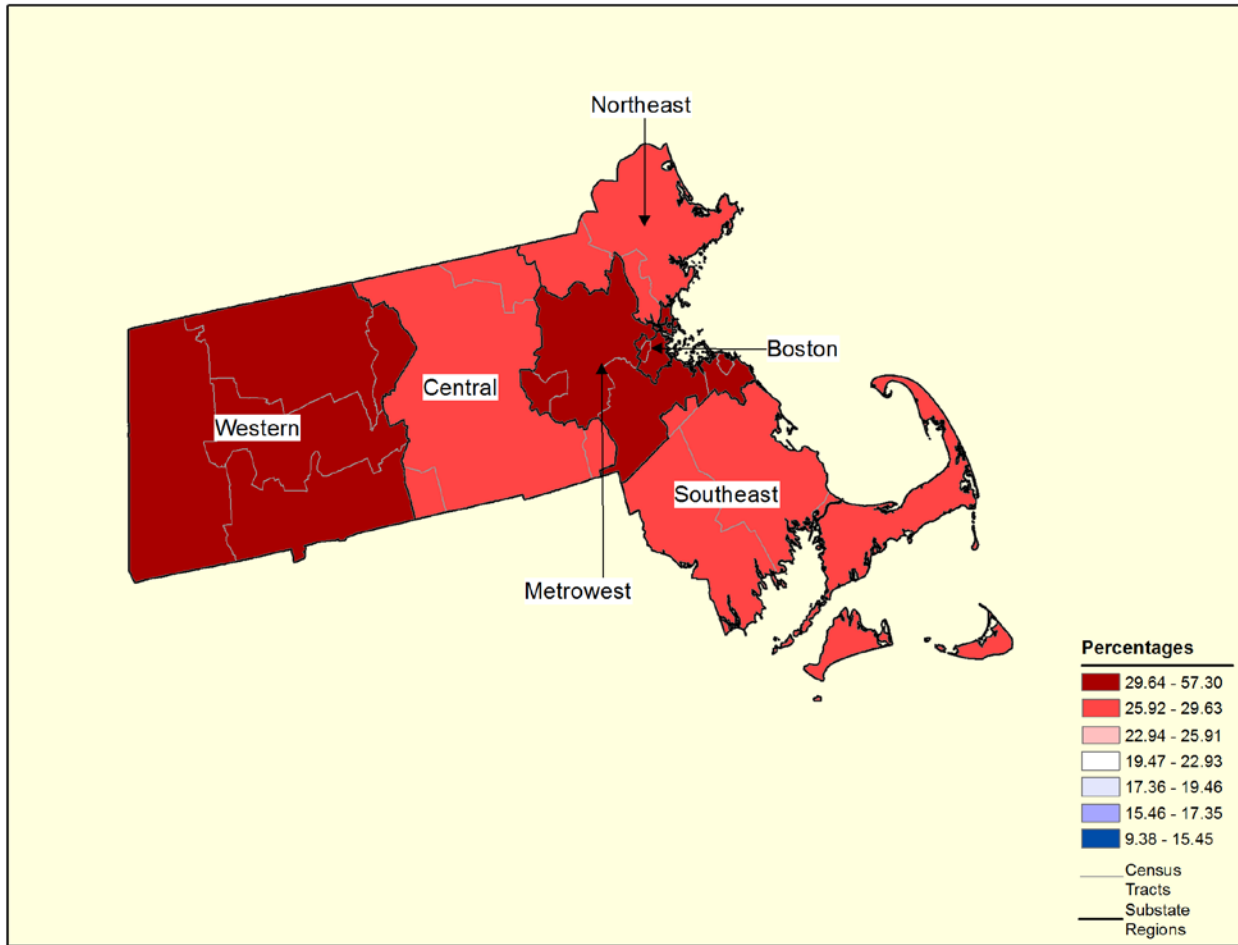 Northeast
Boston
Central
Western
Southeast
Metrowest
Percentages
29.64 - 57.30
25.92 - 29.63
22.94 - 25.91
19.47 - 22.93
17.36 - 19.46
15.46 - 17.35
9.38 - 15.45
Census
Tracts
Substate
Regions